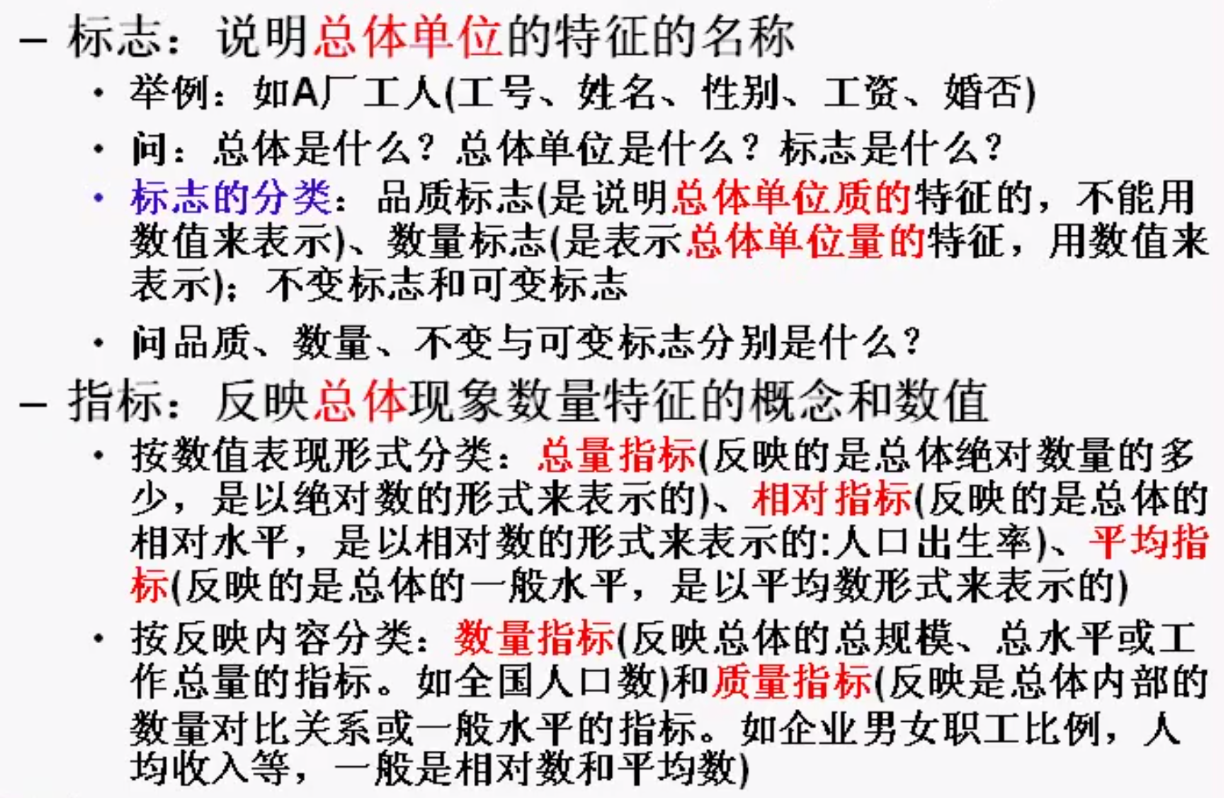 – 标志：说明总体单位的特征的名称
• 举例：如A厂工人(工号、姓名、性别、工资、婚否)
• 问：总体是什么？总体单位是什么？标志是什么？
• 标志的分类：品质标志(是说明总体单位质的特征的，不能用
数值来表示)、数量标志(是表示总体单位量的特征，用数值来
表示)；不变标志和可变标志
• 问品质、数量、不变与可变标志分别是什么？
– 指标：反映总体现象数量特征的概念和数值
• 按数值表现形式分类：总量指标(反映的是总体绝对数量的多
少，是以绝对数的形式来表示的)、相对指标(反映的是总体的
相对水平，是以相对数的形式来表示的:人口出生率)、平均指
标(反映的是总体的一般水平，是以平均数形式来表示的)
• 按反映内容分类：数量指标(反映总体的总规模、总水平或工
作总量的指标。如全国人口数)和质量指标(反映是总体内部的
数量对比关系或一般水平的指标。如企业男女职工比例，人
均收入等，一般是相对数和平均数)